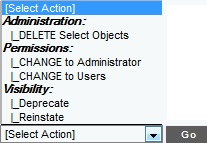 [Select Action]
Administration:
|_DELETE Select Objects
Permissions:
|_CHANGE to Administrator
|_CHANGE to Users
Visibility:
|_Deprecate
|_Reinstate
[Select Action] Go